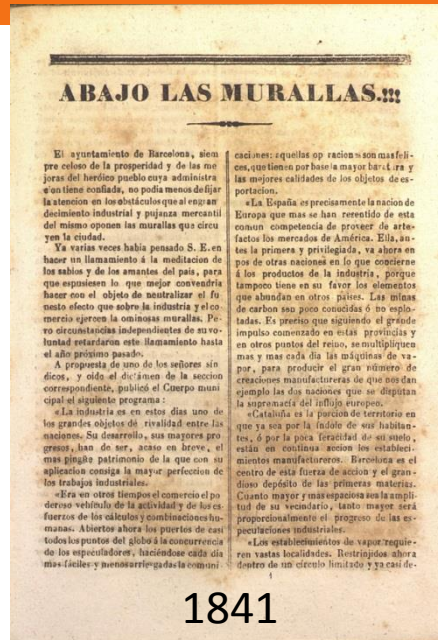 ABAJO LAS MURALLAS.!!!
El ayuntamiento de Barcelona, siem
pre celoso de la prosperidad y de las me
joras del heróico pueblo cuya administra
cion tiene confiada, no podia menos de fijar
la atencion en los obstáculos que al engran
decimiento industrial y pujanza mercantil
del mismo oponen las murallas que circu
yen la ciudad.
Ya varias veces habia pensado S. E. en
hacer un llamamiento á la meditacion de
los sabios y de los amantes del pais, para
que espusiesen lo que mejor convendria
hacer con el objeto de neutralizar el fu
nesto efecto que sobre la industria y el co
mercio ejercen la ominosas murallas. Pe
ro circunstancias independientes de su vo
luntad retardaron este llamamiento hasta
el año próximo pasado.
A propuesta de uno de los señores sín
dicos, y oido el dictámen de la seccion
correspondiente, publicó el Cuerpo muni
cipal el siguiente programa :
«La industria es en estos dias uno de
los grandes objetos de rivalidad entre las
naciones. Su desarrollo, sus mayores pro
gresos, han de ser, acaso en breve, el
mas pingüe patrimonio de la que con su
aplicacion consiga la mayor perfeccion de
los trabajos industriales.
«Era en otros tiempos el comercio el po
deroso vehículo de la actividad y de los es
fuerzos de los cálculos y combinaciones hu
manas. Abiertos ahora los puertos de casi
todos los puntos del globo á la concurrencia
de los especuladores, haciéndose cada dia
mas fáciles y menos arriesgadas la comuni
caciones: aquellas operaciones son mas feli-
ces, que tienen por base la mayor baratura y
las mejores calidades de los objetos de es-
portacion.
«La España es precisamente la nacion de
Europa que mas se han resentido de esta
comun competencia de proveer de arte-
factos los mercados de América. Ella, an-
tes la primera y privilegiada, va ahora en
pos de otras naciones en lo que concierne
á los productos de la industria, porque
tampoco tiene en su favor los elementos
que abundan en otros paises. Las minas
de carbon son poco conocidas ó no esplo-
tadas. Es preciso que siguiendo el grande
impulso comenzado en estas provincias y
en otros puntos del reino, se multipliquen
mas y mas cada dia las máquinas de va-
por, para producir el gran número de
creaciones manufactureras de que nos dan
ejemplo las dos naciones que se disputan
la supremacía del influjo europeo.
«Cataluña es la porcion de territorio en
que ya sea por la índole de sus habitan-
tes, ó por la poca feracidad de su suelo,
están en continua accion los estableci-
mientos manufactureros. Barcelona es el
centro de esta fuerza de accion y el gran-
dioso depósito de las primeras materias.
Cuanto mayor y mas espaciosa sea la ampli-
tud de su vecindario, tanto mayor será
proporcionalmente el progreso de las es-
peculaciones industriales.
«Los establecimientos de vapor requie-
ren vastas localidades. Restrinjidos ahora
dentro de un círculo limitado y ya casi de-
1
1841